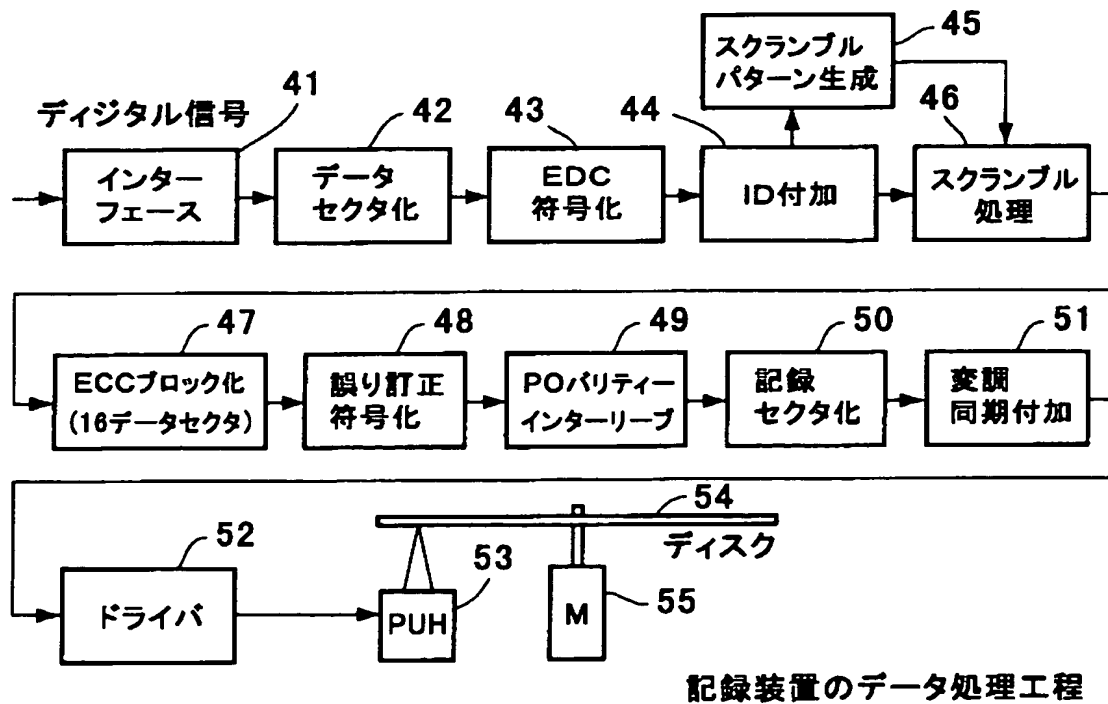 45
スクランブル
パターン生成
ディジタル信号
41
42
43
44
46
インター
フェース
データ
セクタ化
EDC
符号化
ID付加
スクランブル
処理
47
48
49
50
51
ECCブロック化
(16データセクタ)
誤り訂正
符号化
POパリティー
インターリーブ
記録
セクタ化
変調
同期付加
52
ドライバ
53
PUH
54
ディスク
55
M
記録装置のデータ処理工程